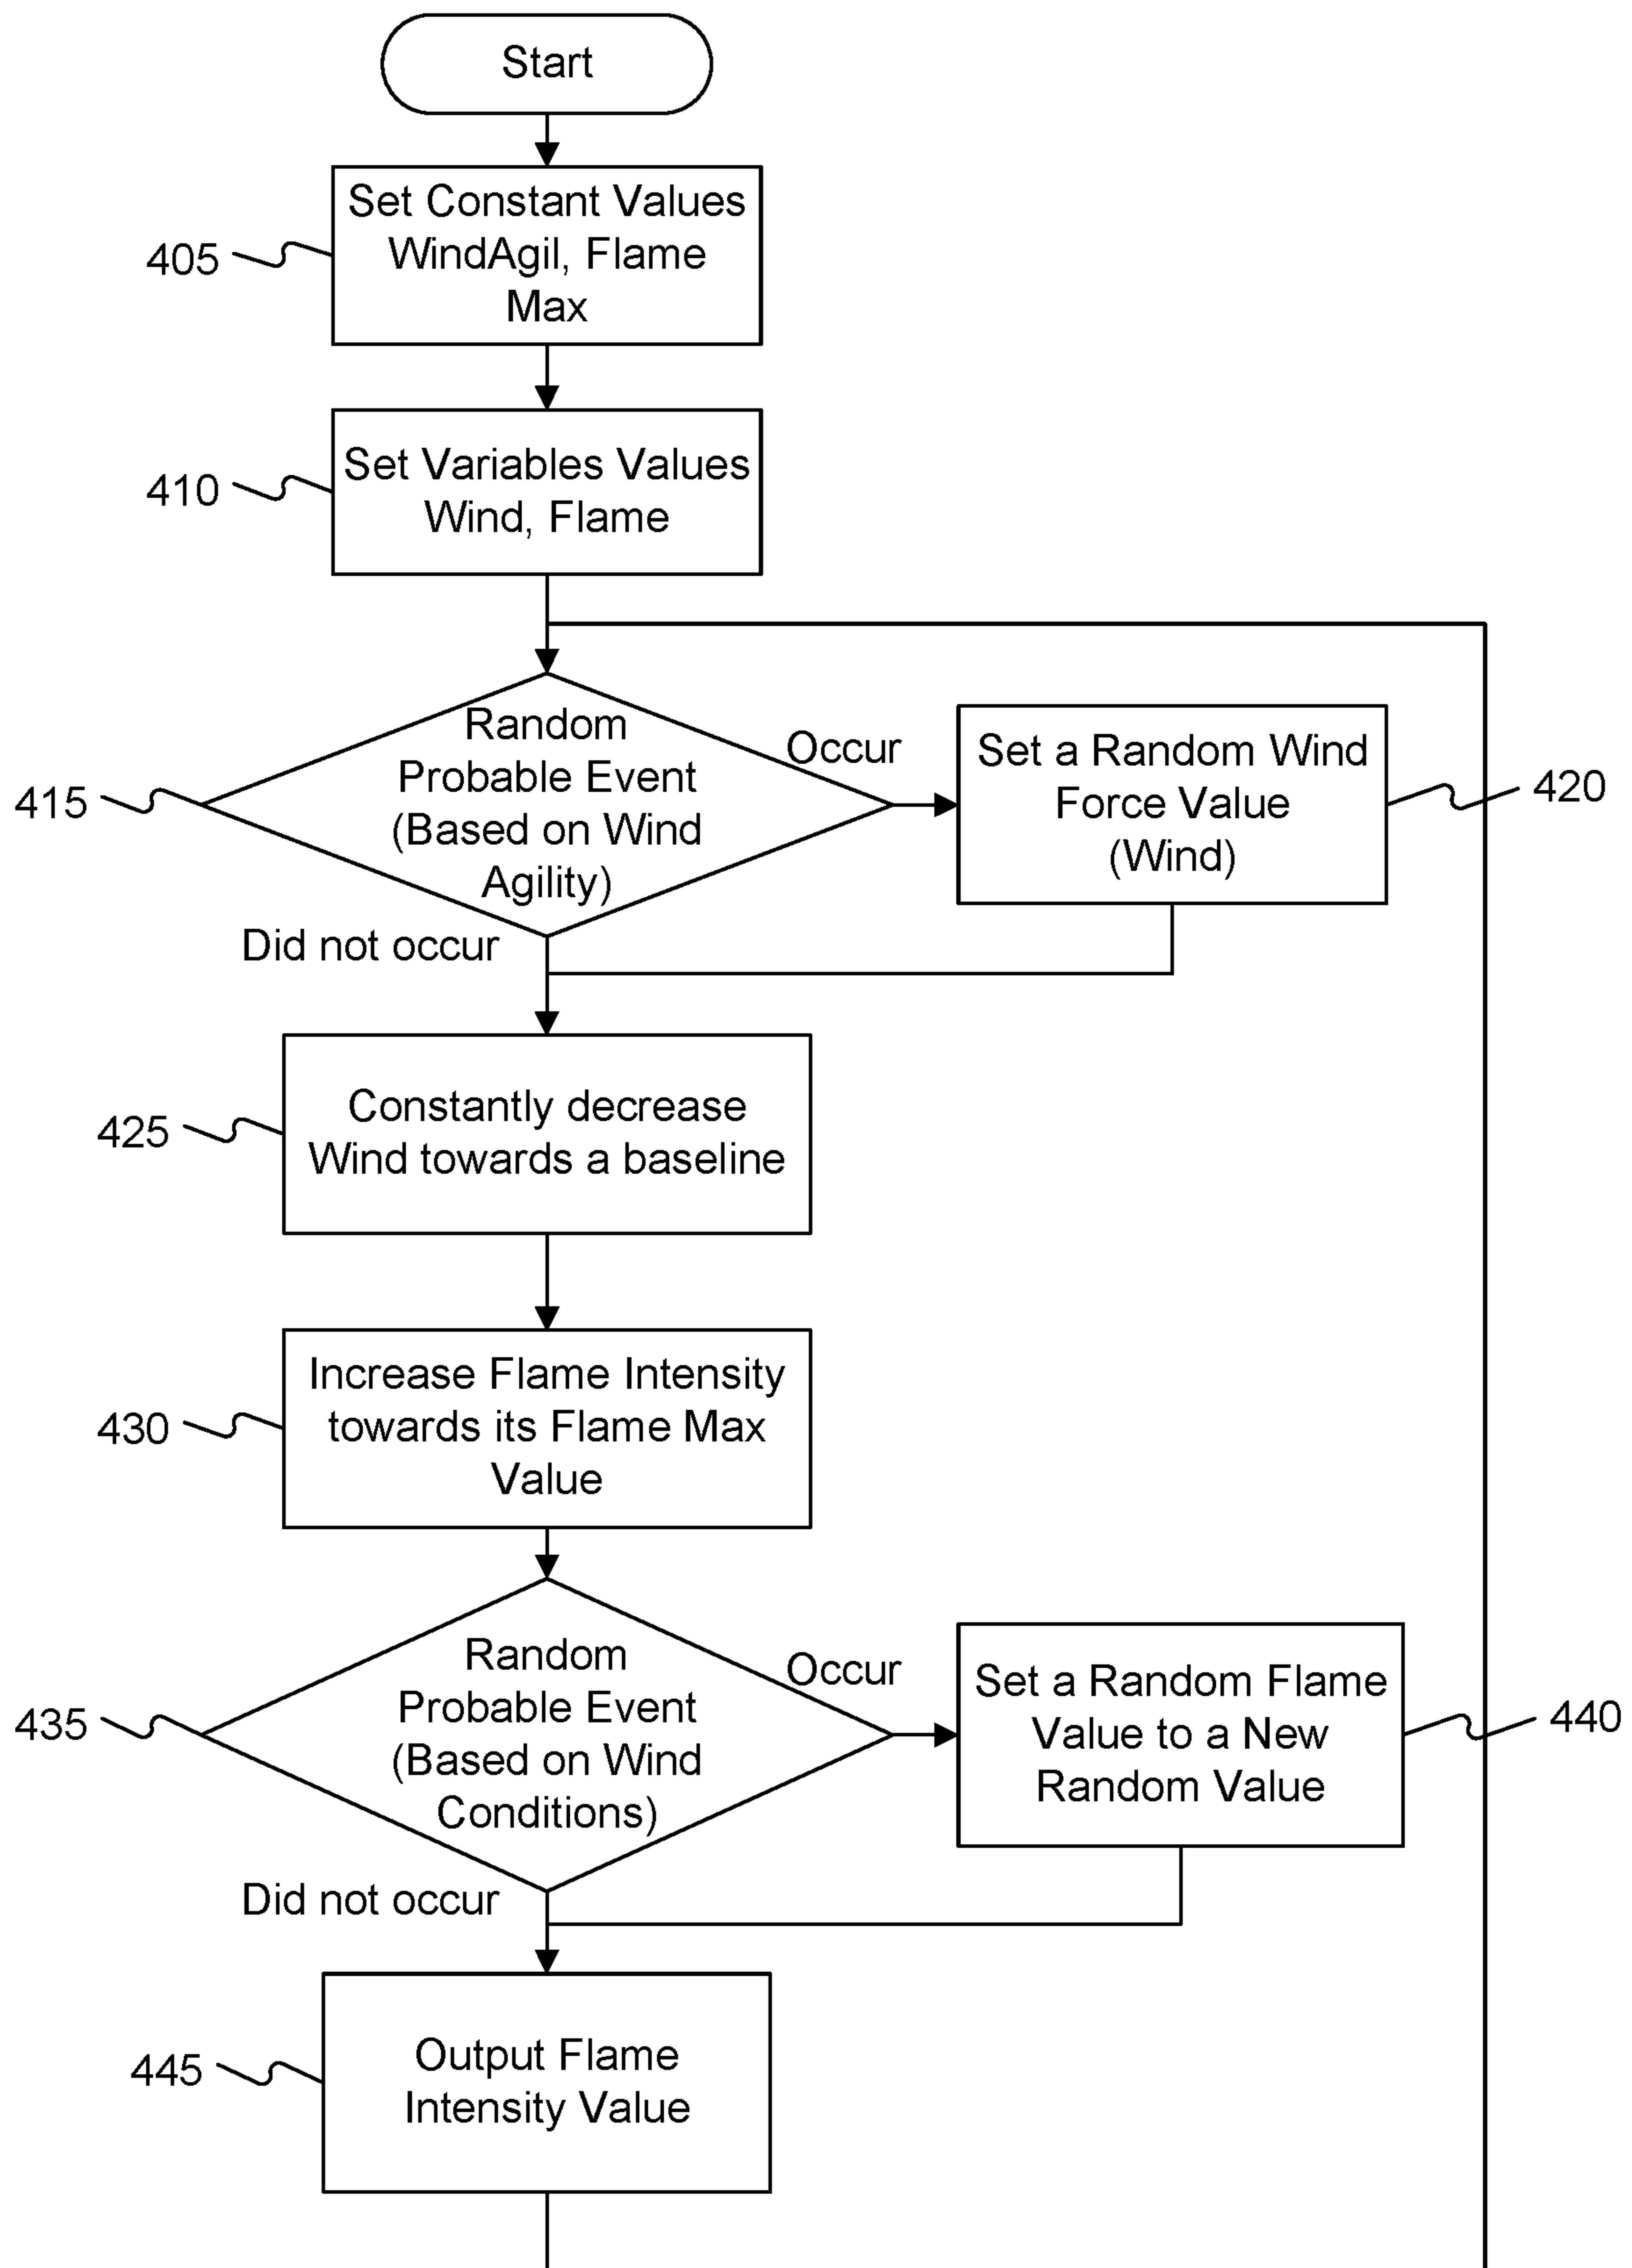 Start
Set Constant Values
WindAgil, Flame
Max
405
Set Variables Values
Wind, Flame
410
Random
Probable Event
(Based on Wind
Agility)
415
Occur
Set a Random Wind
Force Value
(Wind)
420
Did not occur
Constantly decrease
Wind towards a baseline
425
Increase Flame Intensity
towards its Flame Max
Value
430
Random
Probable Event
(Based on Wind
Conditions)
435
Occur
Set a Random Flame
Value to a New
Random Value
440
Did not occur
Output Flame
Intensity Value
445